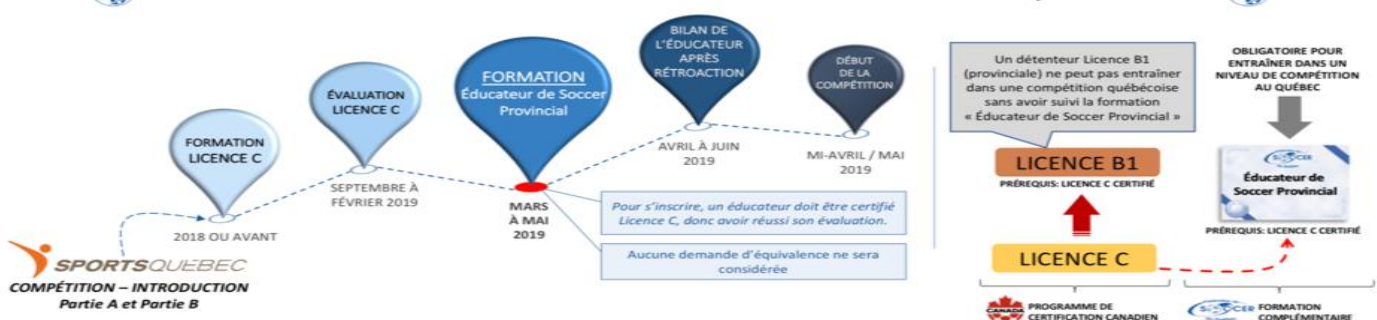 FORMATION
LICENCE C
2018 OU AVANT
SPORTSQUEBEC
COMPÉTITION – INTRODUCTION
Partie A et Partie B
ÉVALUATION
LICENCE C
SEPTEMBRE À
FÉVRIER 2019
FORMATION
Éducateur de Soccer
Provincial
MARS
À MAI
2019
Pour s'inscrire, un éducateur doit être certifié
Licence C, donc avoir réussi son évaluation.
Aucune demande d'équivalence ne sera
considérée
BILAN DE
L'ÉDUCATEUR
APRÈS
RÉTROACTION
AVRIL À JUIN
2019
DÉBUT
DE LA
COMPÉTITION
MI-AVRIL / MAI
2019
Un détenteur Licence B1
(provinciale) ne peut pas entraîner
dans une compétition québécoise
sans avoir suivi la formation
« Éducateur de Soccer Provincial »
LICENCE B1
PRÉREQUIS: LICENCE C CERTIFIÉ
LICENCE C
CANADA
PROGRAMME DE
CERTIFICATION CANADIEN
OBLIGATOIRE POUR
ENTRAÎNER DANS UN
NIVEAU DE COMPÉTITION
AU QUÉBEC
SOCCER
Éducateur de
Soccer Provincial
PRÉREQUIS: LICENCE C CERTIFIÉ
SOCCER
FORMATION
COMPLÉMENTAIRE